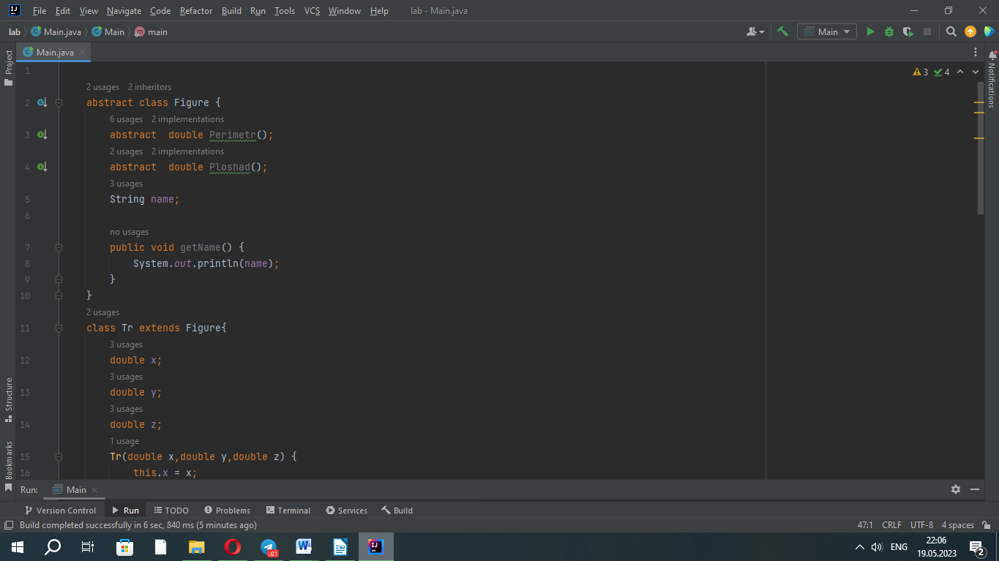 File Edit View Navigate Code Refactor Build Run Tools VCS Window Help lab - Main.java
lab Main.java Main main Main
Main.java
Project
Structure
Bookmarks
Notifications
3 4
1
2 usages 2 inheritors
2 abstract class Figure {
6 usages 2 implementations
3 abstract  double Perimetr();
2 usages 2 implementations
4 abstract  double Ploshad();
3 usages
5 String name;
6
no usages
7 public void getName() {
8 System.out.println(name);
9 }
10 }
2 usages
11 class Tr extends Figure{
3 usages
12 double x;
3 usages
13 double y;
3 usages
14 double z;
1 usage
15 Tr(double x,double y,double z) {
16 this.x = x;
Run: Main
Version Control Run TODO Problems Terminal Services Build
Build completed successfully in 6 sec, 840 ms (5 minutes ago) 47:1 CRLF UTF-8 4 spaces
ENG 22:06
19.05.2023 2